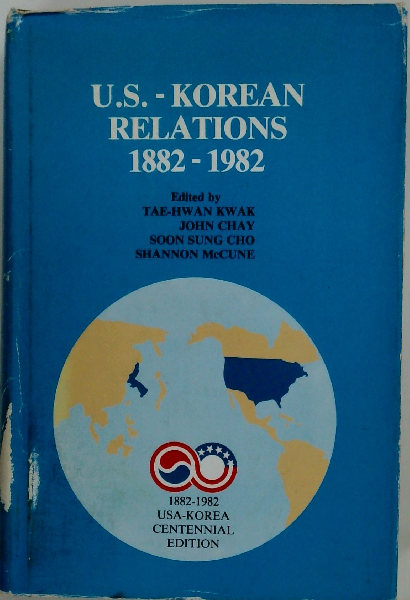 U.S. - KOREAN
RELATIONS
1882 - 1982
Edited by
TAE-HWAN KWAK
JOHN CHAY
SOON SUNG CHO
SHANNON McCUNE
1882-1982
USA-KOREA
CENTENNIAL
EDITION